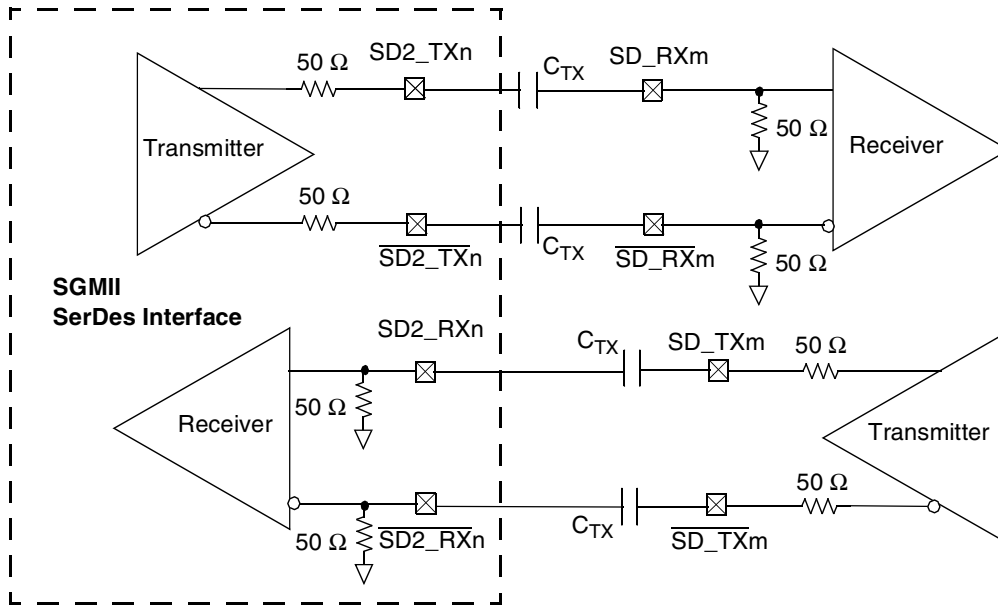 50 Ω
SD2_TXn
C_TX
SD_RXm
50 Ω
Transmitter
Receiver
50 Ω
SD2_TXn
C_TX
SD_RXm
50 Ω
SGMII
SerDes Interface
SD2_RXn
C_TX
SD_TXm
50 Ω
50 Ω
Receiver
Transmitter
50 Ω
50 Ω
SD2_RXn
C_TX
SD_TXm